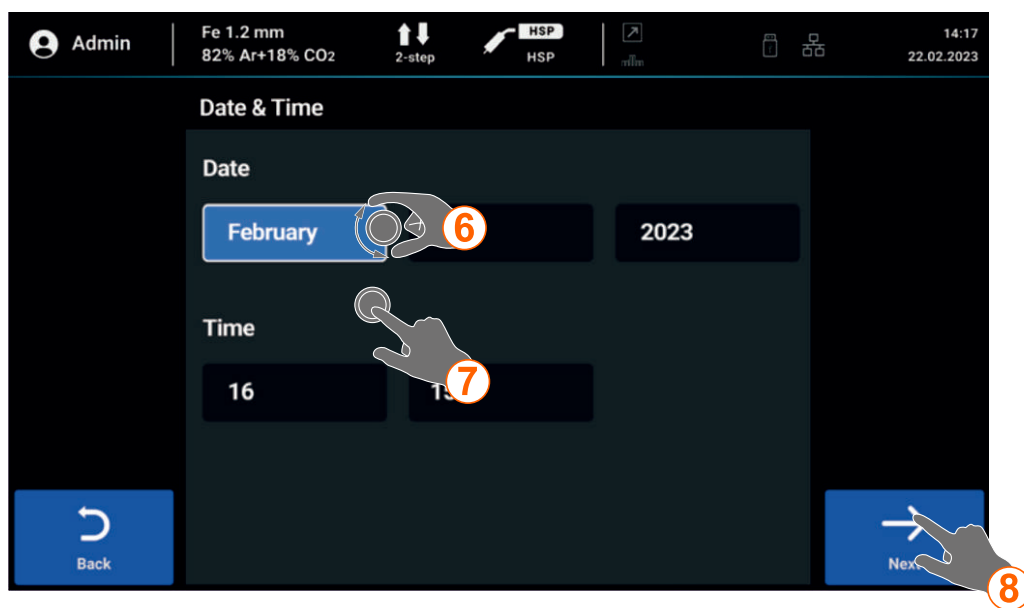 Admin
Fe 1.2 mm
82% Ar+18% CO2
2-step
HSP
HSP
14:17
22.02.2023
Date & Time
Date
February
2023
6
Time
16
7
Back
Next
8